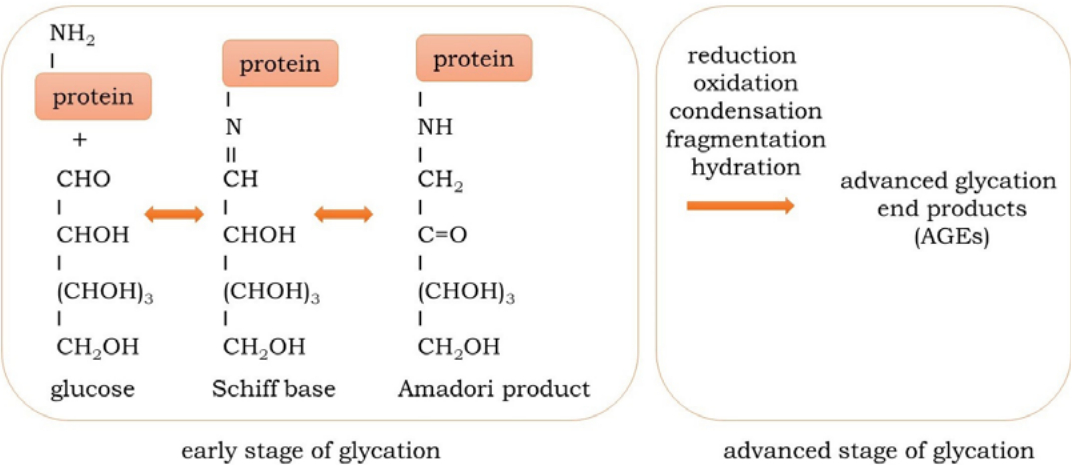 NH₂
protein
+
CHO
CHOH
(CHOH)₃
CH₂OH
glucose
protein
N
CH
CHOH
(CHOH)₃
CH₂OH
Schiff base
protein
NH
CH₂
C=O
(CHOH)₃
CH₂OH
Amadori product
early stage of glycation
reduction
oxidation
condensation
fragmentation
hydration
advanced glycation
end products
(AGEs)
advanced stage of glycation